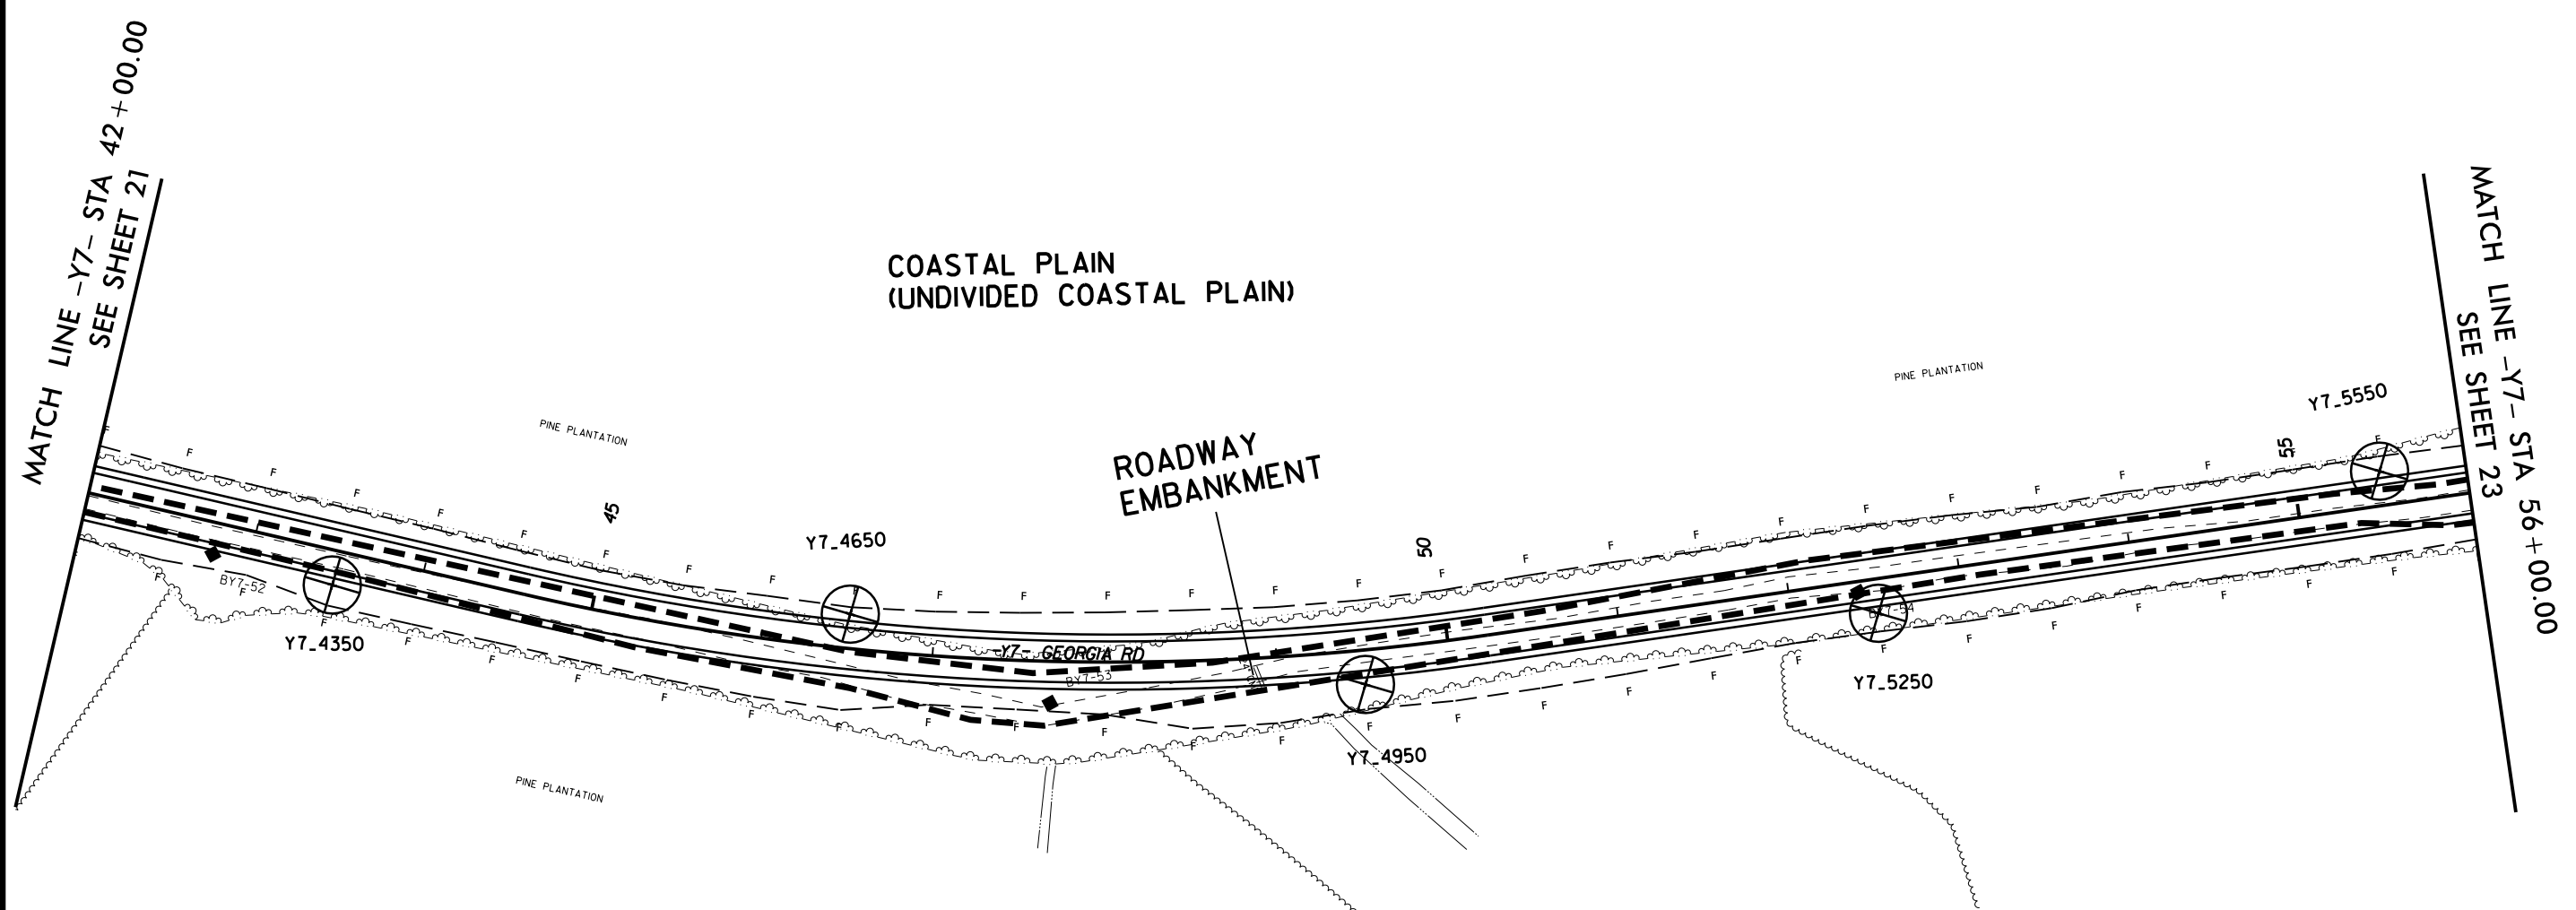 MATCH LINE -Y7- STA 42+00.00
SEE SHEET 21
COASTAL PLAIN
(UNDIVIDED COASTAL PLAIN)
MATCH LINE -Y7- STA 56+00.00
SEE SHEET 23
PINE PLANTATION
PINE PLANTATION
Y7_5550
ROADWAY
EMBANKMENT
45
Y7_4650
50
55
BY7-52
Y7_4350
-Y7- GEORGIA RD
BY7-53
BY7-54
Y7_5250
Y7_4950
PINE PLANTATION
F F F F F F F F F F F F F F F F F F F F F F F F F F F F
F F F F F F F F F F F F F F F F F F F F F F F F F F F